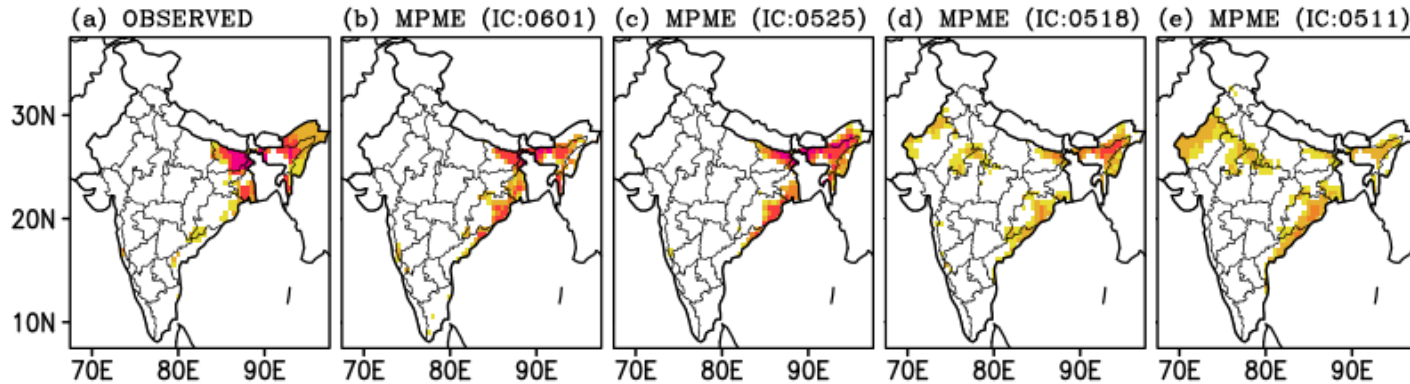 (a) OBSERVED
(b) MPME (IC:0601)
(c) MPME (IC:0525)
(d) MPME (IC:0518)
(e) MPME (IC:0511)
30N
20N
10N
70E 80E 90E
70E 80E 90E
70E 80E 90E
70E 80E 90E
70E 80E 90E